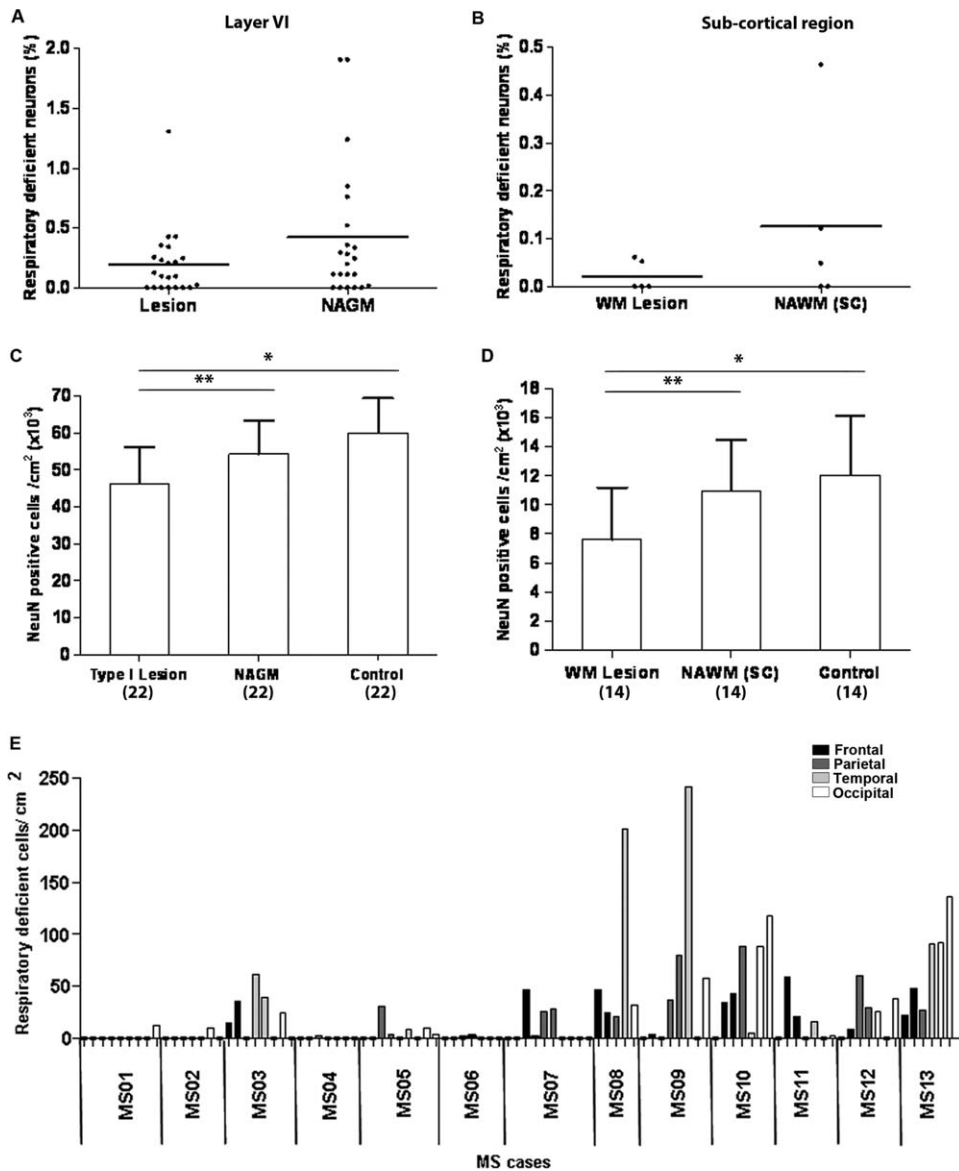 A
Layer VI
Respiratory deficient neurons (%)
2.0
1.5
1.0
0.5
0.0
Lesion NAGM
B
Sub-cortical region
Respiratory deficient neurons (%)
0.5
0.4
0.3
0.2
0.1
0.0
WM Lesion NAWM (SC)
C
*
**
NeuN positive cells /cm² (x10³)
70
60
50
40
30
20
10
0
Type I Lesion NAGM Control
(22) (22) (22)
D
*
**
NeuN positive cells /cm² (x10³)
18
16
14
12
10
8
6
4
2
0
WM Lesion NAWM (SC) Control
(14) (14) (14)
E
Frontal
Parietal
Temporal
Occipital
Respiratory deficient cells/ cm 2
250
200
150
100
50
0
MS01 MS02 MS03 MS04 MS05 MS06 MS07 MS08 MS09 MS10 MS11 MS12 MS13
MS cases